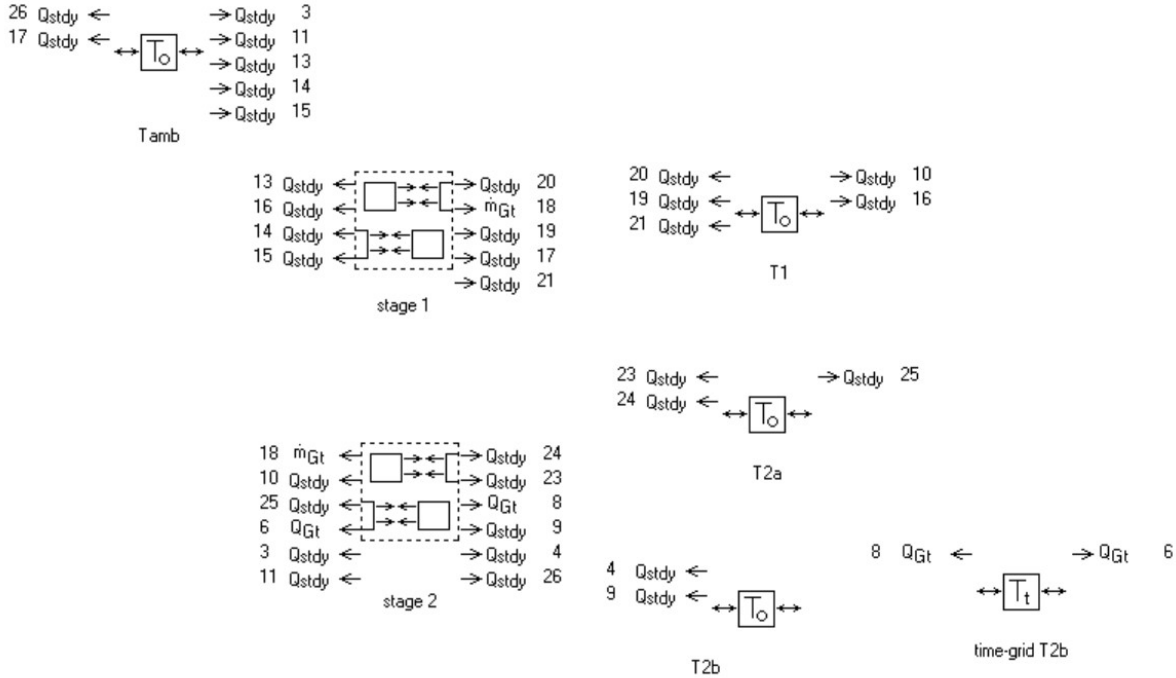 26 Qstdy Qstdy 3
17 Qstdy To Qstdy 11
Qstdy 13
Qstdy 14
Qstdy 15
Tamb
13 Qstdy Qstdy 20
16 Qstdy ṁGt 18
14 Qstdy Qstdy 19
15 Qstdy Qstdy 17
Qstdy 21
stage 1
20 Qstdy Qstdy 10
19 Qstdy To Qstdy 16
21 Qstdy
T1
23 Qstdy Qstdy 25
24 Qstdy To
T2a
18 ṁGt Qstdy 24
10 Qstdy Qstdy 23
25 Qstdy QGt 8
6 QGt Qstdy 9
3 Qstdy Qstdy 4
11 Qstdy Qstdy 26
stage 2
4 Qstdy
9 Qstdy To
T2b
8 QGt QGt 6
Tt
time-grid T2b